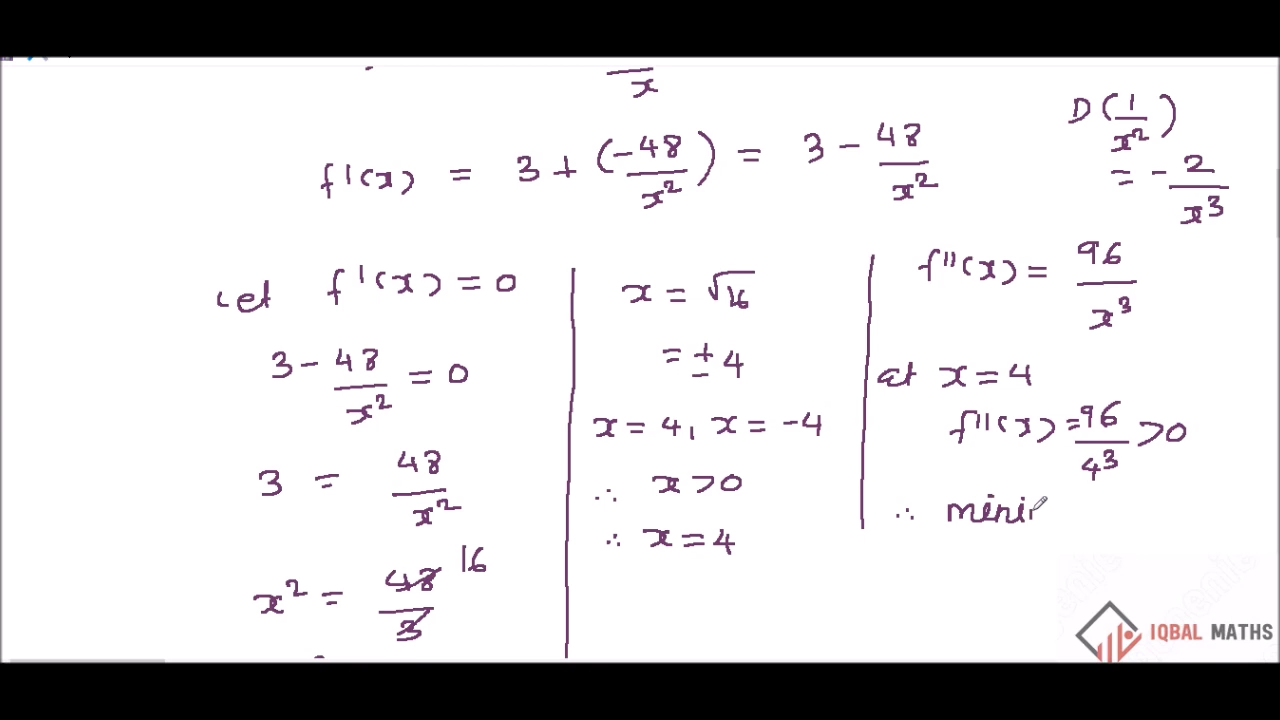 x
f'(x) = 3 + (-48/x²) = 3 - 48/x²
D(1/x²)
= -2/x³
Let f'(x) = 0
3 - 48/x² = 0
3 = 48/x²
x² = 48/3 16
x = √16
= ± 4
x = 4, x = -4
∴ x > 0
∴ x = 4
f''(x) = 96/x³
at x = 4
f''(x) = 96/4³ > 0
∴ minim
IQBAL MATHS